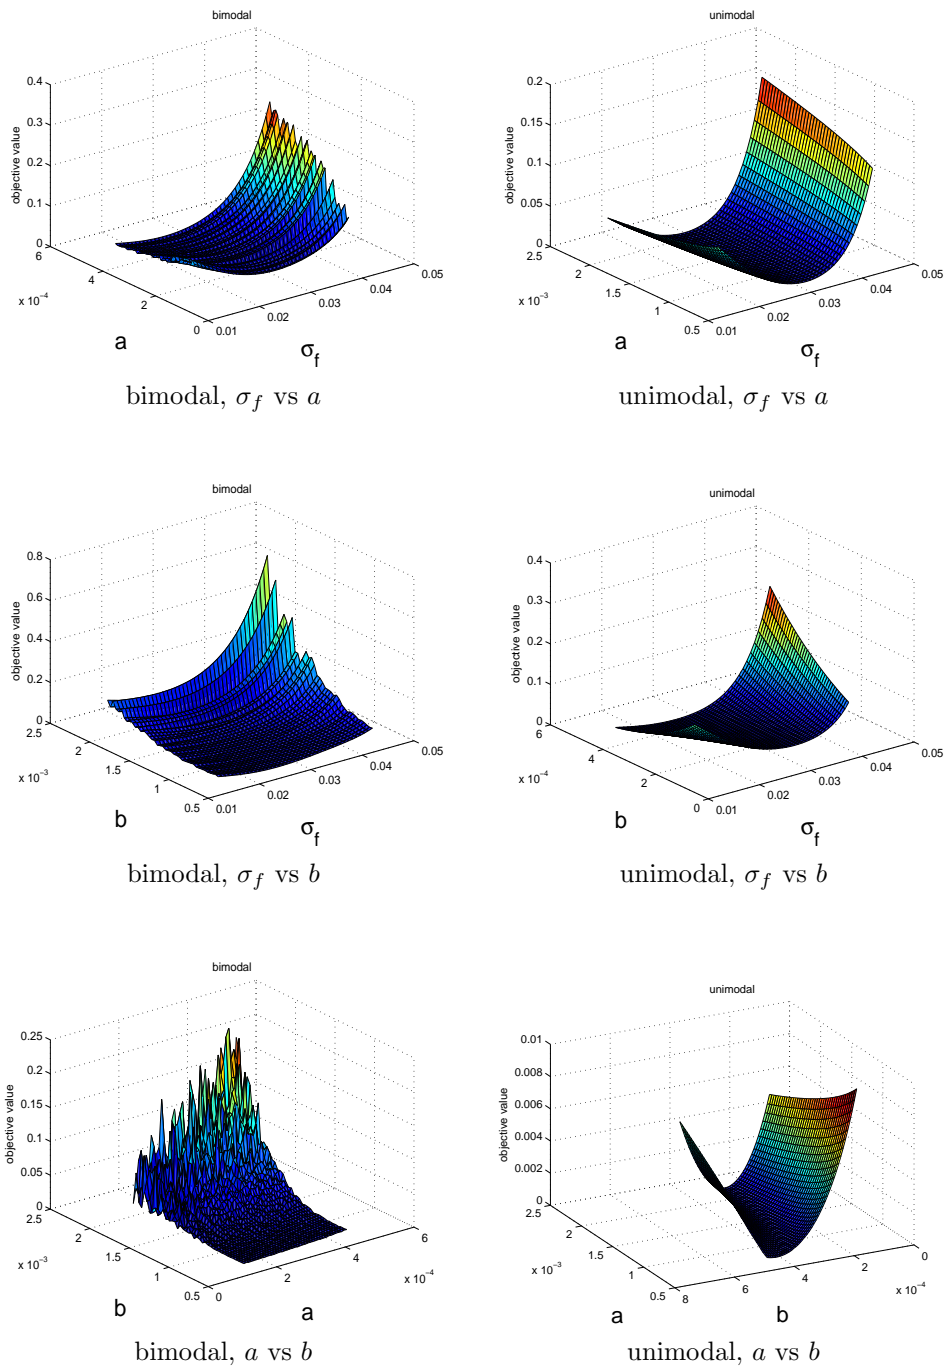 bimodal
0.4
0.3
0.2
0.1
0
objective value
6
4
2
0
x 10⁻⁴
a
0.01
0.02
0.03
0.04
0.05
σf
bimodal, σf vs a
unimodal
0.2
0.15
0.1
0.05
0
objective value
2.5
2
1.5
1
0.5
x 10⁻³
a
0.01
0.02
0.03
0.04
0.05
σf
unimodal, σf vs a
bimodal
0.8
0.6
0.4
0.2
0
objective value
2.5
2
1.5
1
0.5
x 10⁻³
b
0.01
0.02
0.03
0.04
0.05
σf
bimodal, σf vs b
unimodal
0.4
0.3
0.2
0.1
0
objective value
6
4
2
0
x 10⁻⁴
b
0.01
0.02
0.03
0.04
0.05
σf
unimodal, σf vs b
bimodal
0.25
0.2
0.15
0.1
0.05
0
objective value
2.5
2
1.5
1
0.5
x 10⁻³
b
0
2
4
6
x 10⁻⁴
a
bimodal, a vs b
unimodal
0.01
0.008
0.006
0.004
0.002
0
objective value
2.5
2
1.5
1
0.5
x 10⁻³
a
8
6
4
2
0
x 10⁻⁴
b
unimodal, a vs b